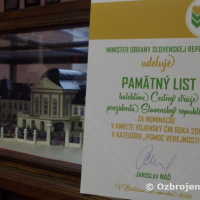 MINISTER OBRANY SLOVENSKEJ REP
udeľuje
PAMÄTNÝ LIST
Čestnej stráže
prezidenta Slovenskej republiky
ZA NOMINÁCIU
V ANKETE VOJENSKÝ ČIN ROKA
V KATEGÓRII „POMOC VEREJNOSTI
JAROSLAV NAĎ
© Ozbrojen